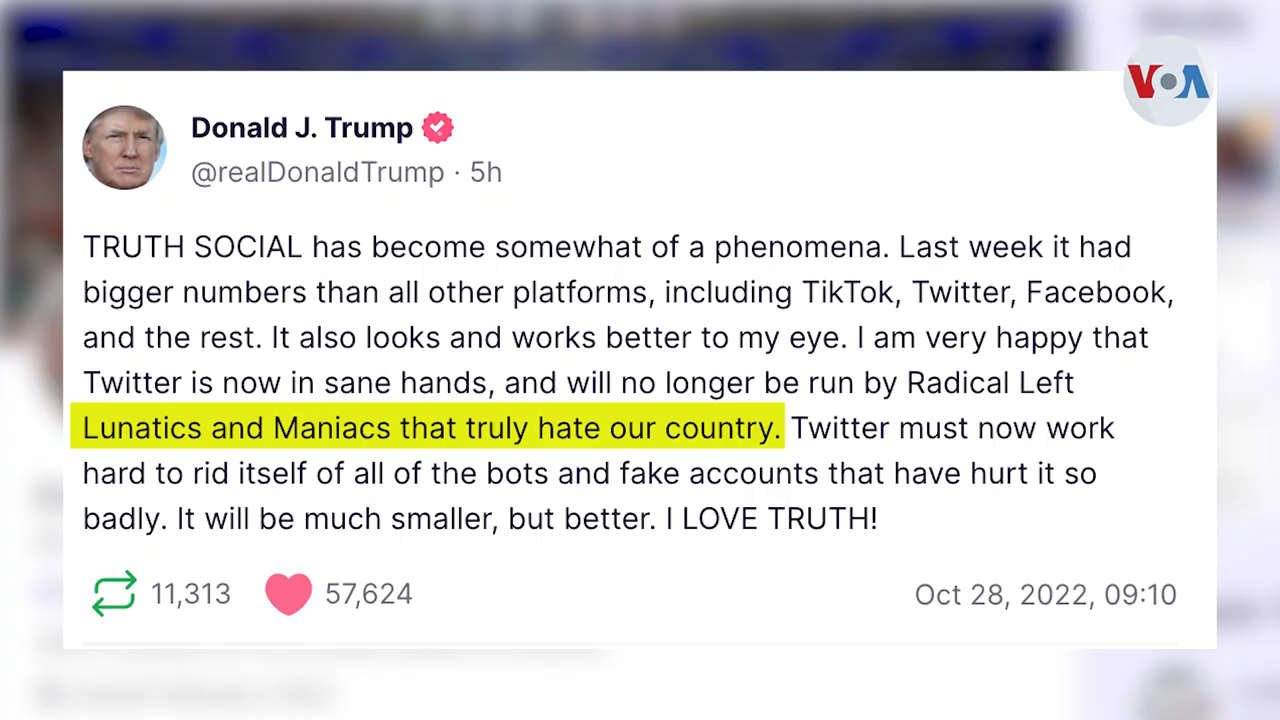 VOA
Donald J. Trump
@realDonaldTrump · 5h
TRUTH SOCIAL has become somewhat of a phenomena. Last week it had
bigger numbers than all other platforms, including TikTok, Twitter, Facebook,
and the rest. It also looks and works better to my eye. I am very happy that
Twitter is now in sane hands, and will no longer be run by Radical Left
Lunatics and Maniacs that truly hate our country. Twitter must now work
hard to rid itself of all of the bots and fake accounts that have hurt it so
badly. It will be much smaller, but better. I LOVE TRUTH!
11,313 57,624 Oct 28, 2022, 09:10